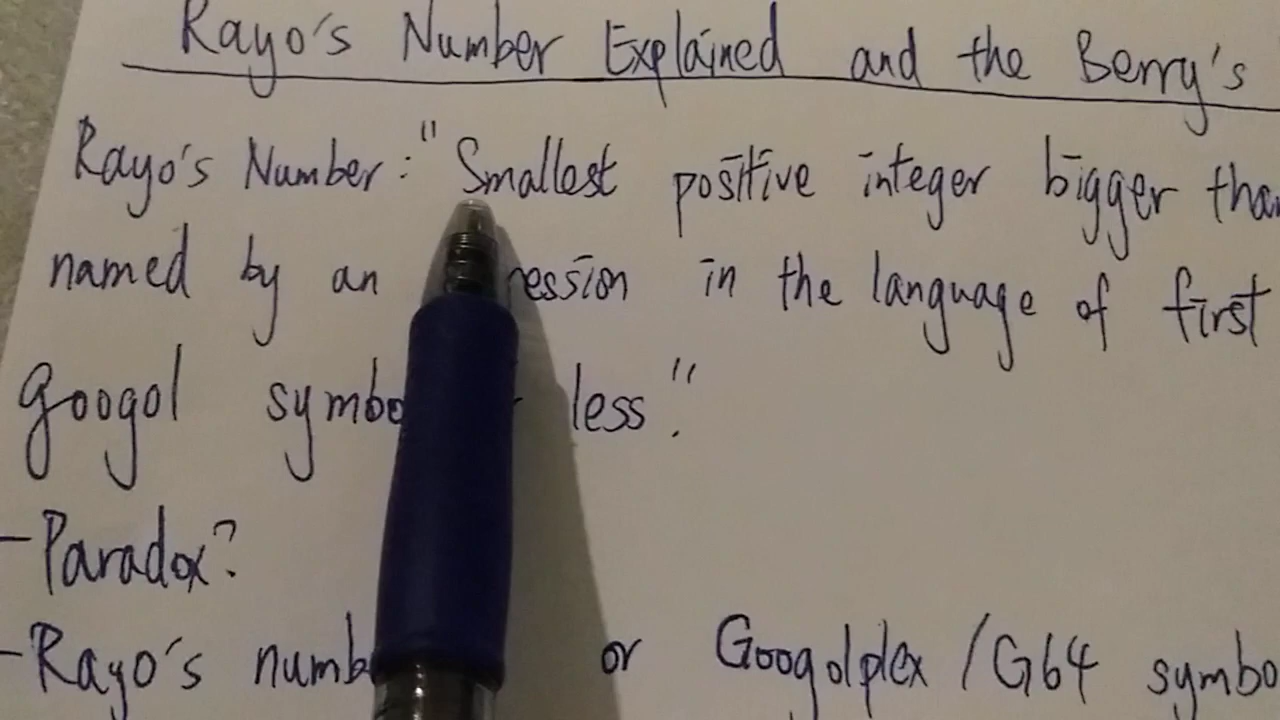 Rayo's Number Explained and the Berry's
Rayo's Number: "Smallest positive integer bigger than
named by an ression in the language of first
Googol symbo less".
-Paradox?
-Rayo's numb or Googolplex/G64 symbo